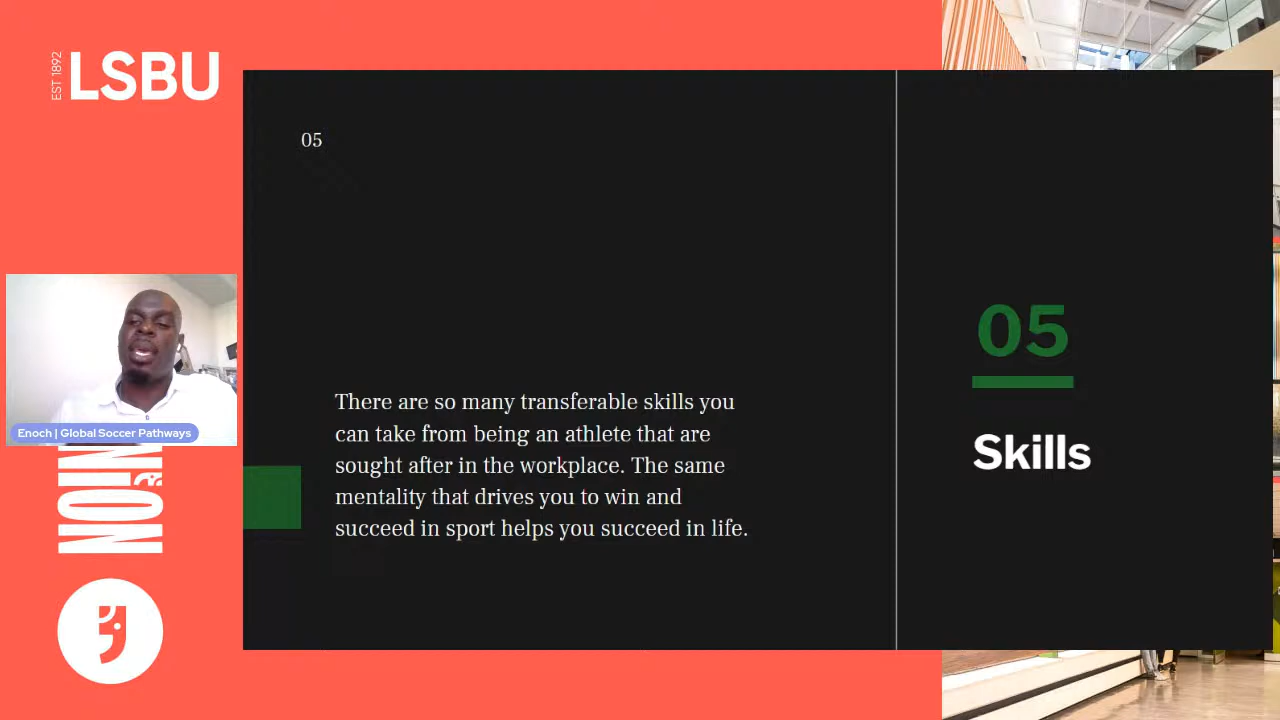 EST 1892
LSBU
05
There are so many transferable skills you
can take from being an athlete that are
sought after in the workplace. The same
mentality that drives you to win and
succeed in sport helps you succeed in life.
05
Skills
Enoch | Global Soccer Pathways